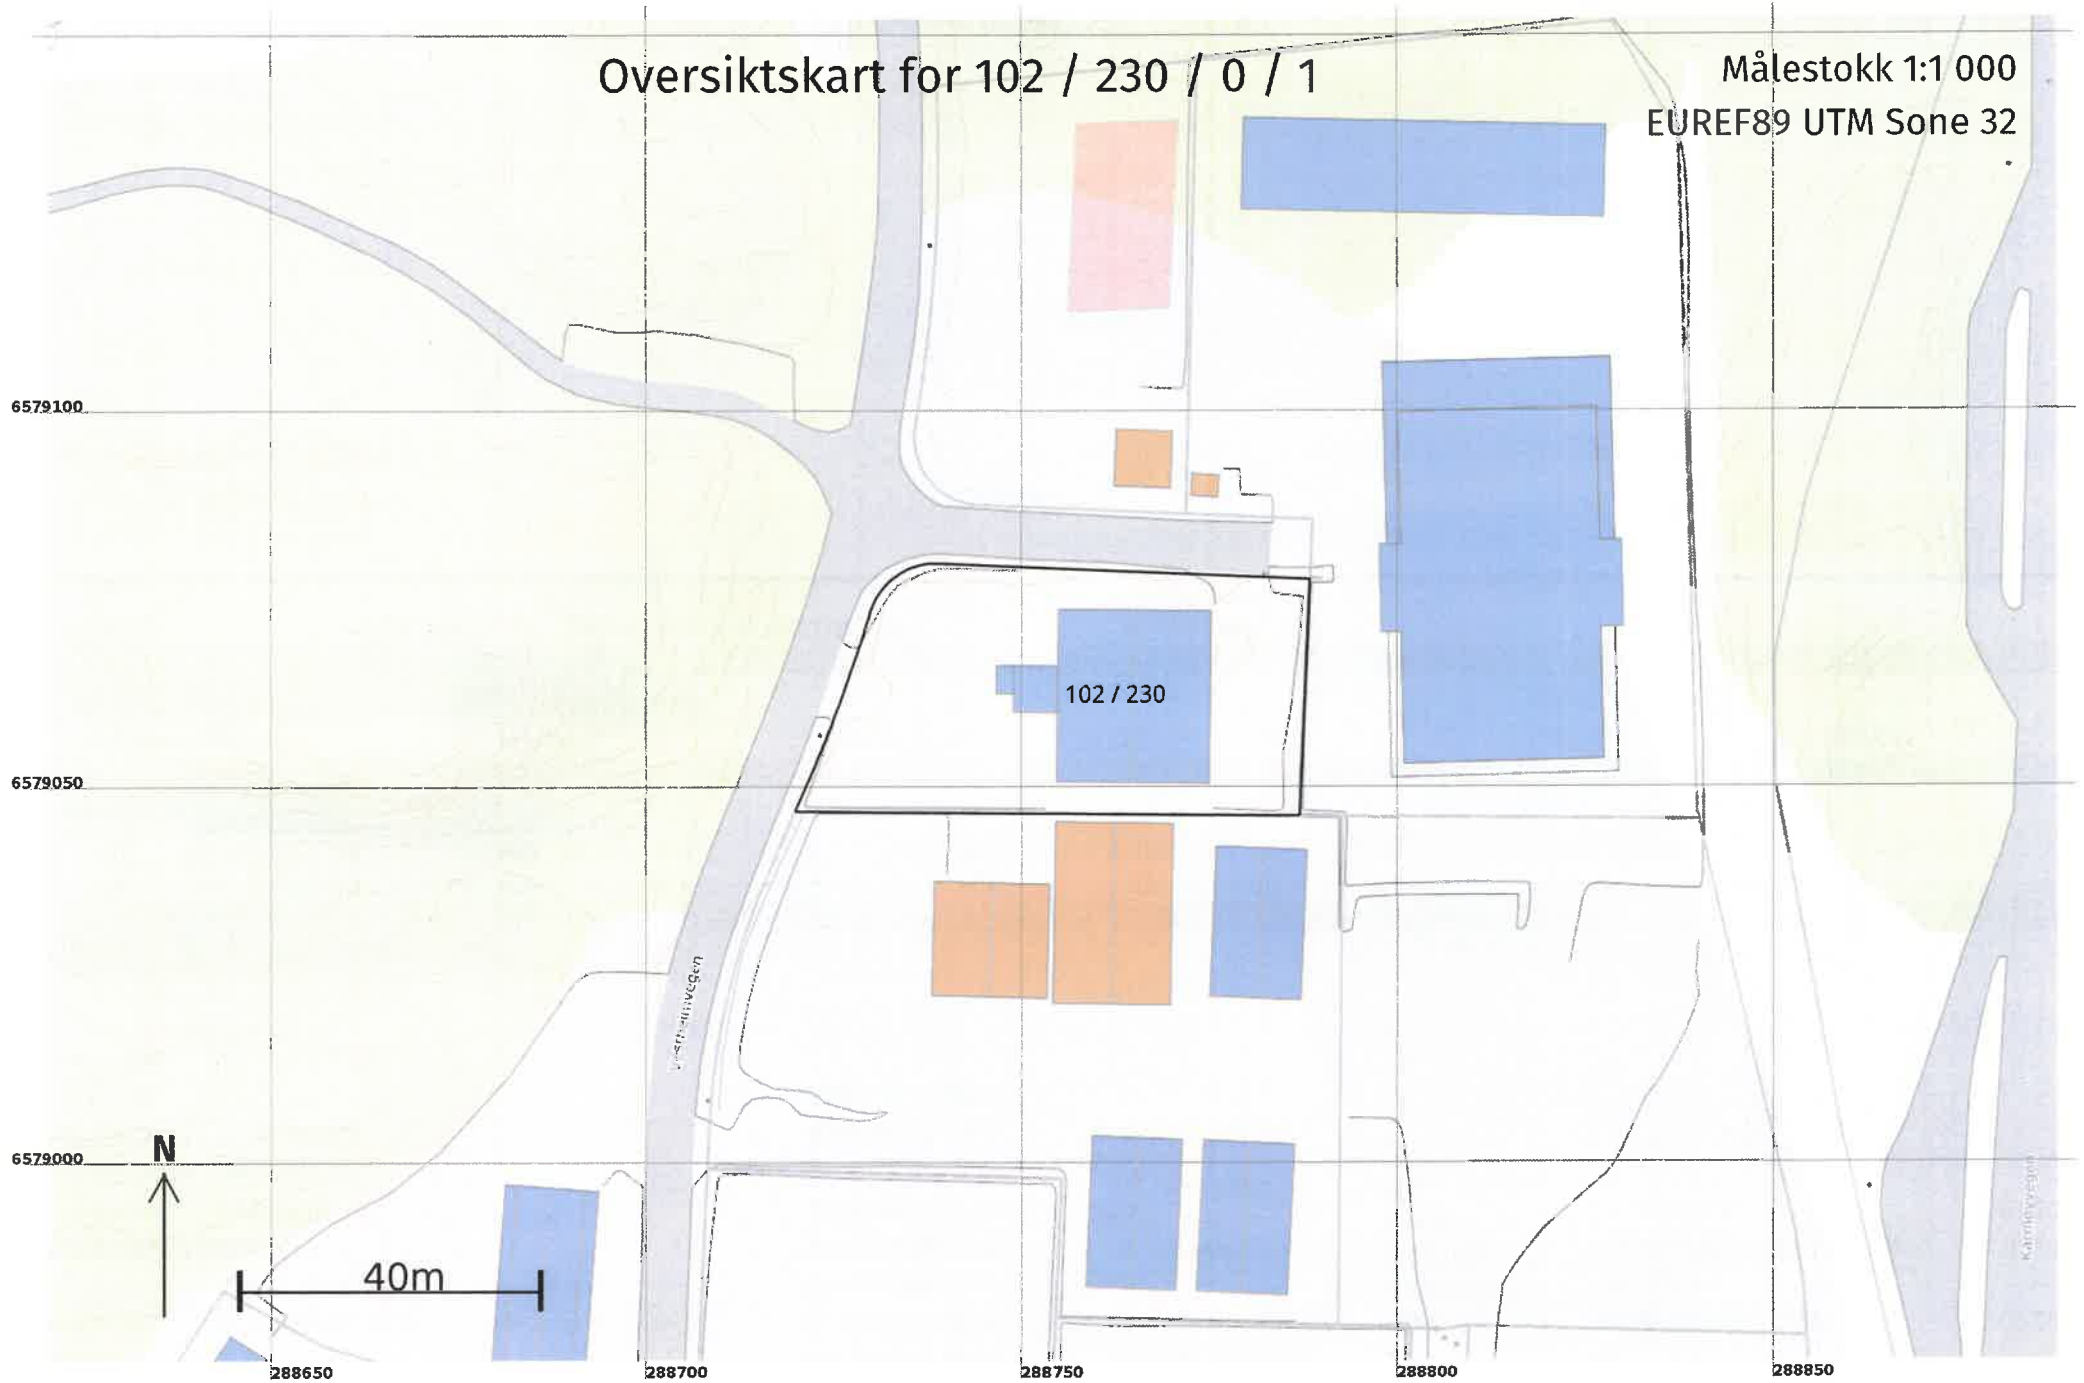 Oversiktskart for 102 / 230 / 0 / 1
Målestokk 1:1 000
EUREF89 UTM Sone 32
6579100
102 / 230
6579050
6579000
N
40m
Karmøyvegen
288650
288700
288750
288800
288850